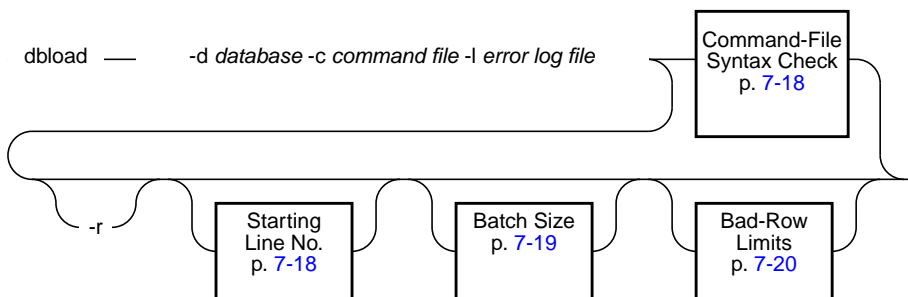 dbload -d database -c command file -l error log file
Command-File
Syntax Check
p. 7-18
-r
Starting
Line No.
p. 7-18
Batch Size
p. 7-19
Bad-Row
Limits
p. 7-20